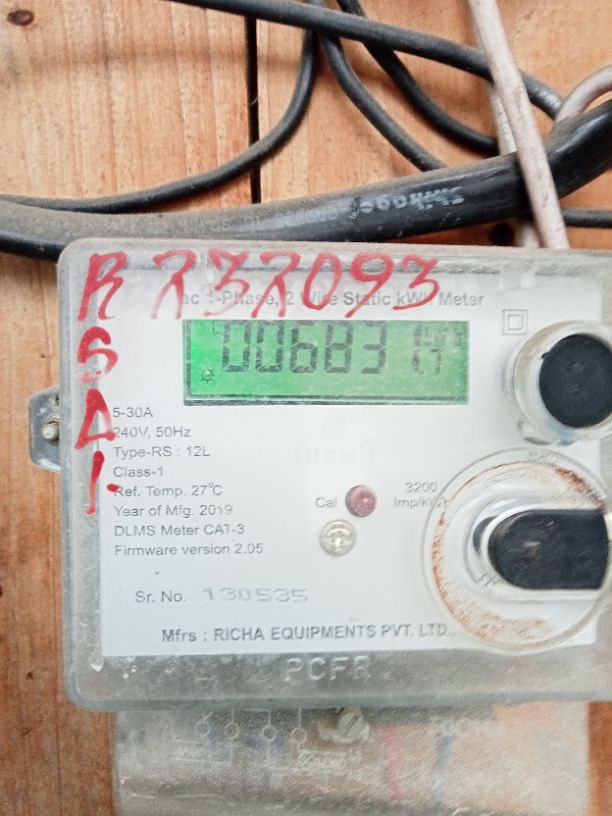 R 232093
S
D
1
ac 1-Phase, 2 Wire Static kWh Meter
00683
5-30A
240V, 50Hz
Type-RS : 12L
Class-1
Ref. Temp. 27°C
Year of Mfg. 2019
DLMS Meter CAT-3
Firmware version 2.05
Cal
3200
Imp/kWh
Sr. No. 130535
Mfrs : RICHA EQUIPMENTS PVT. LTD.,